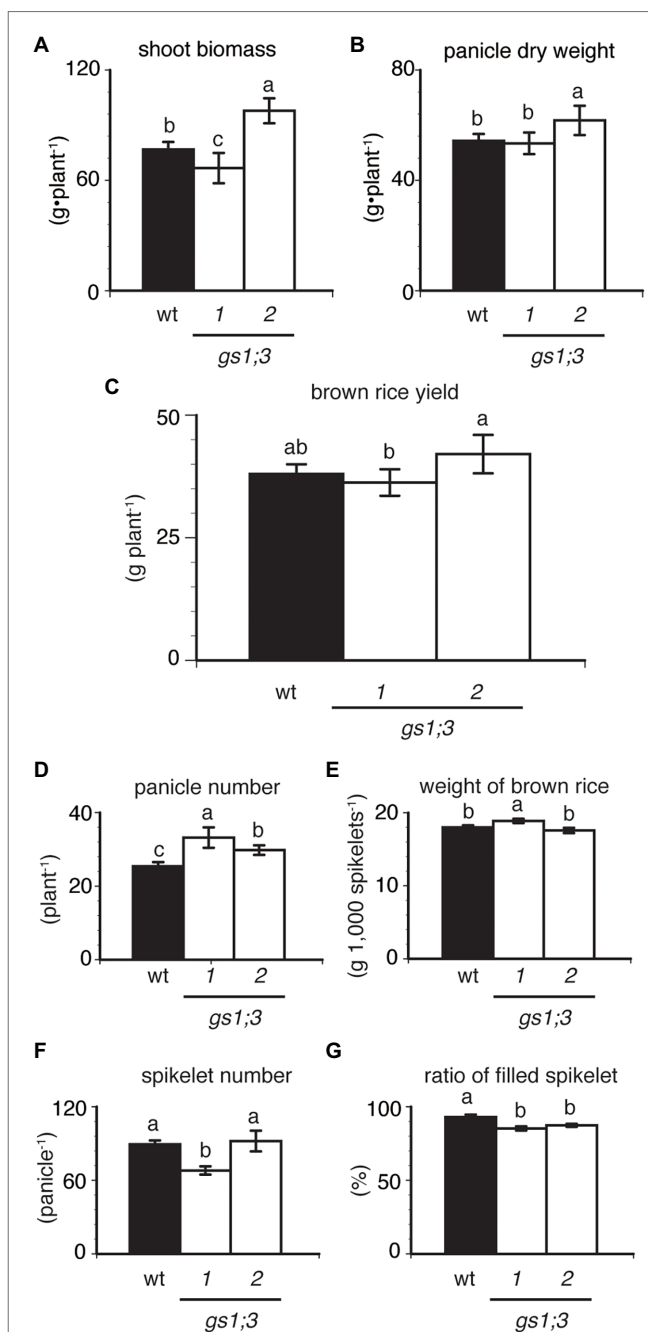 A
shoot biomass
120
60
0
(g•plant⁻¹)
b
c
a
wt
1
2
gs1;3
B
panicle dry weight
80
40
0
(g•plant⁻¹)
b
b
a
wt
1
2
gs1;3
C
brown rice yield
50
25
0
(g plant⁻¹)
ab
b
a
wt
1
2
gs1;3
D
panicle number
40
20
0
(plant⁻¹)
c
a
b
wt
1
2
gs1;3
E
weight of brown rice
20
10
0
(g 1,000 spikelets⁻¹)
b
a
b
wt
1
2
gs1;3
F
spikelet number
120
60
0
(panicle⁻¹)
a
b
a
wt
1
2
gs1;3
G
ratio of filled spikelet
100
50
0
(%)
a
b
b
wt
1
2
gs1;3